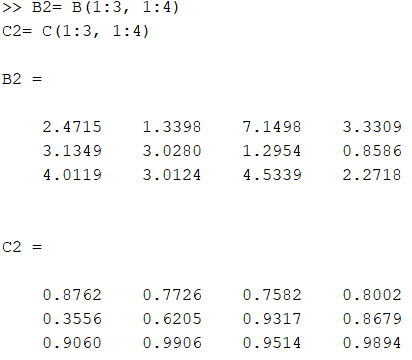 >> B2= B(1:3, 1:4)
C2= C(1:3, 1:4)
B2 =
2.4715 1.3398 7.1498 3.3309
3.1349 3.0280 1.2954 0.8586
4.0119 3.0124 4.5339 2.2718
C2 =
0.8762 0.7726 0.7582 0.8002
0.3556 0.6205 0.9317 0.8679
0.9060 0.9906 0.9514 0.9894